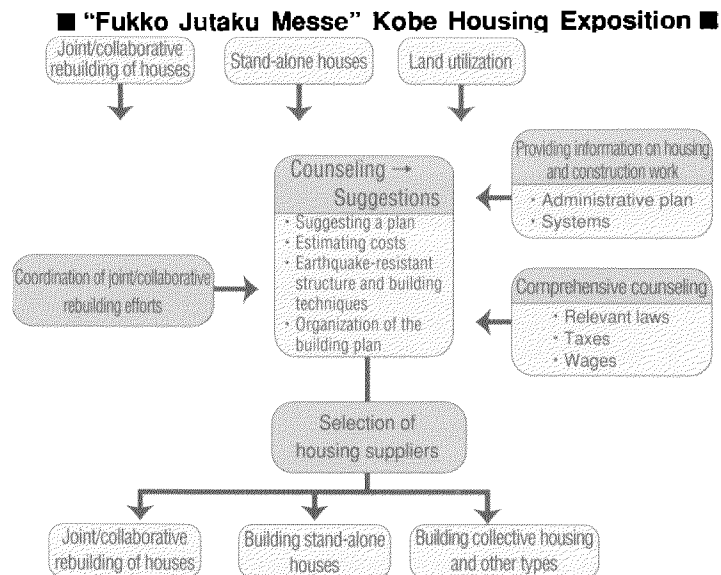 ■ “Fukko Jutaku Messe” Kobe Housing Exposition ■
Joint/collaborative
rebuilding of houses
Stand-alone houses
Land utilization
Counseling →
Suggestions
・Suggesting a plan
・Estimating costs
・Earthquake-resistant
structure and building
techniques
・Organization of the
building plan
Providing information on housing
and construction work
・Administrative plan
・Systems
Coordination of joint/collaborative
rebuilding efforts
Comprehensive counseling
・Relevant laws
・Taxes
・Wages
Selection of
housing suppliers
Joint/collaborative
rebuilding of houses
Building stand-alone
houses
Building collective housing
and other types